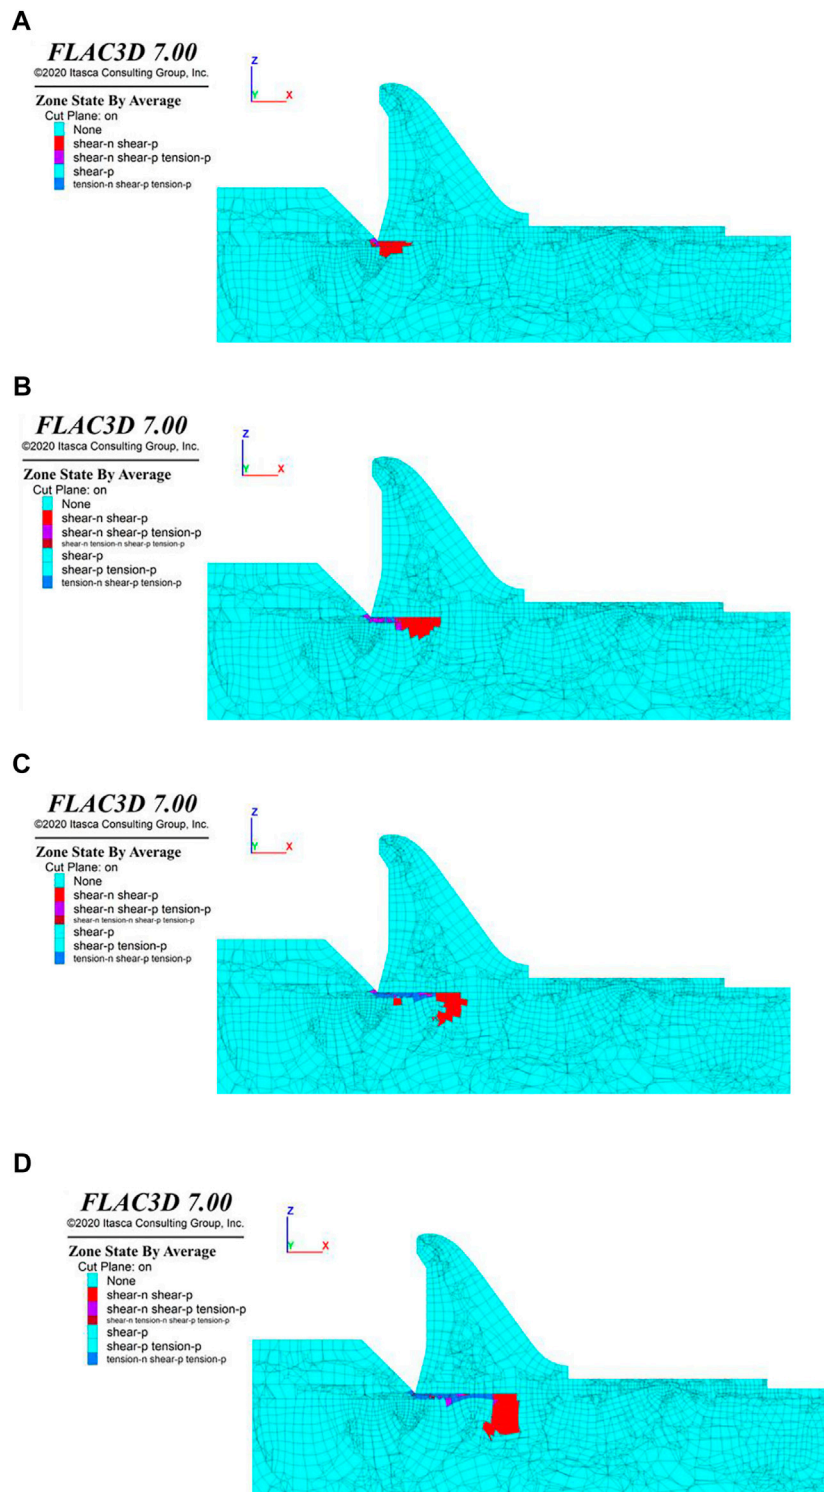 A
FLAC3D 7.00
©2020 Itasca Consulting Group, Inc.
Zone State By Average
Cut Plane: on
None
shear-n shear-p
shear-n shear-p tension-p
shear-p
tension-n shear-p tension-p
Z
Y X
B
FLAC3D 7.00
©2020 Itasca Consulting Group, Inc.
Zone State By Average
Cut Plane: on
None
shear-n shear-p
shear-n shear-p tension-p
shear-n tension-n shear-p tension-p
shear-p
shear-p tension-p
tension-n shear-p tension-p
Z
Y X
C
FLAC3D 7.00
©2020 Itasca Consulting Group, Inc.
Zone State By Average
Cut Plane: on
None
shear-n shear-p
shear-n shear-p tension-p
shear-n tension-n shear-p tension-p
shear-p
shear-p tension-p
tension-n shear-p tension-p
Z
Y X
D
FLAC3D 7.00
©2020 Itasca Consulting Group, Inc.
Zone State By Average
Cut Plane: on
None
shear-n shear-p
shear-n shear-p tension-p
shear-n tension-n shear-p tension-p
shear-p
shear-p tension-p
tension-n shear-p tension-p
Z
Y X